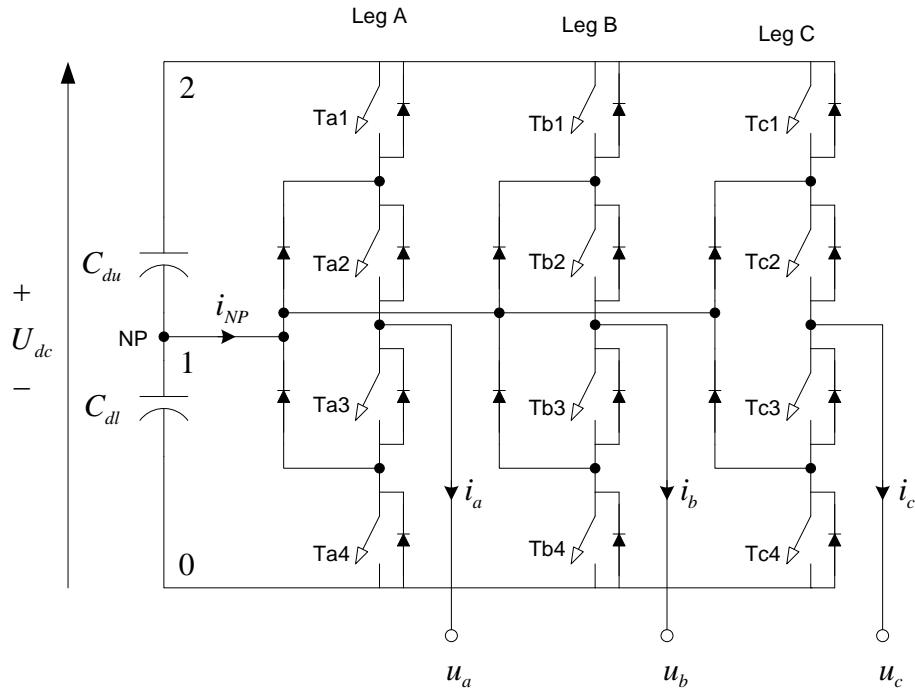 Leg A
Leg B
Leg C
2
Ta1
Tb1
Tc1
C_du
Ta2
Tb2
Tc2
+
U_dc
−
NP
i_NP
1
C_dl
Ta3
Tb3
Tc3
i_a
i_b
i_c
0
Ta4
Tb4
Tc4
u_a
u_b
u_c